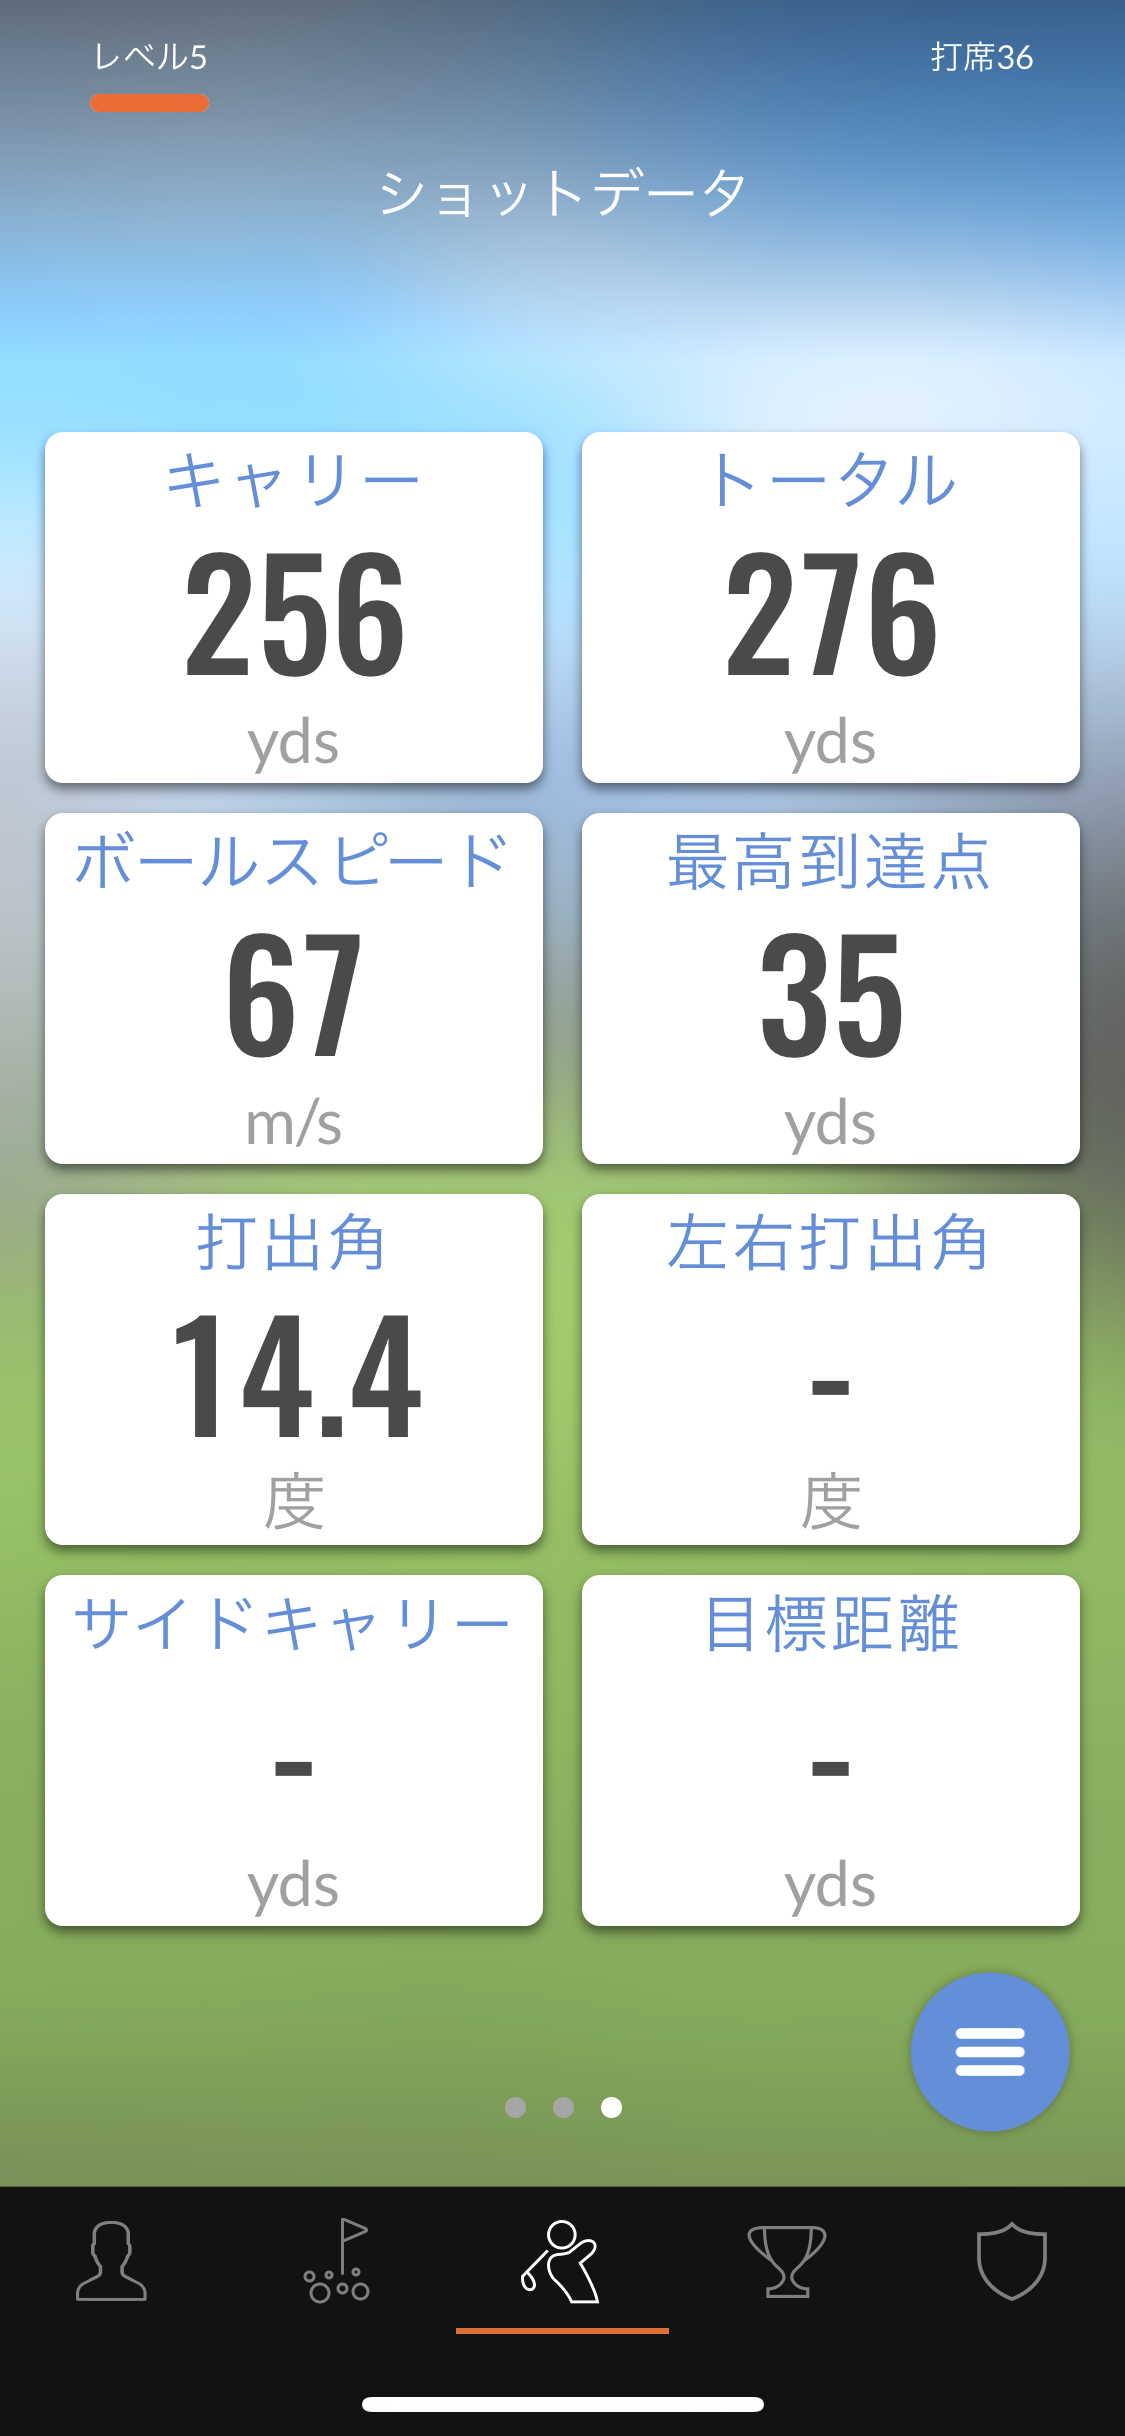 レベル5
打席36
ショットデータ
キャリー
256
yds
トータル
276
yds
ボールスピード
67
m/s
最高到達点
35
yds
打出角
14.4
度
左右打出角
-
度
サイドキャリー
-
yds
目標距離
-
yds